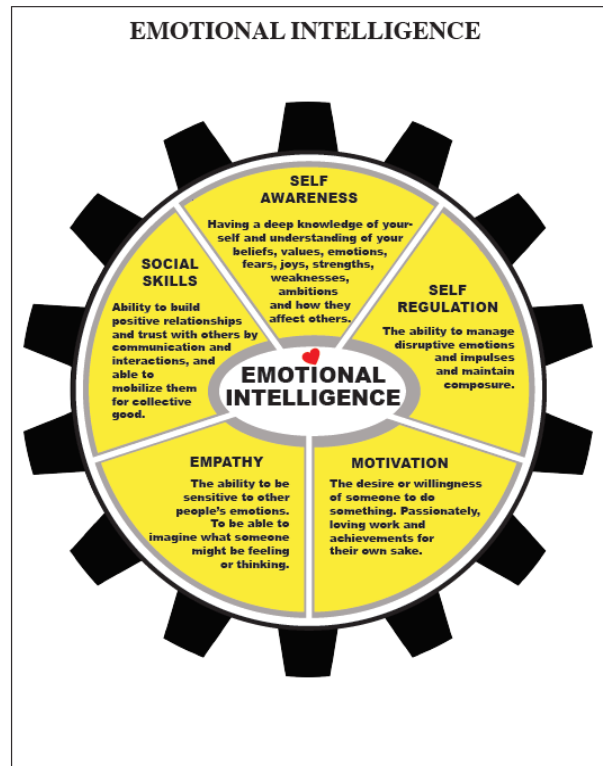 EMOTIONAL INTELLIGENCE
SELF
AWARENESS
Having a deep knowledge of your-
self and understanding of your
beliefs, values, emotions,
fears, joys, strengths,
weaknesses,
ambitions
and how they
affect others.
SELF
REGULATION
The ability to manage
disruptive emotions
and impulses
and maintain
composure.
MOTIVATION
The desire or willingness
of someone to do
something. Passionately,
loving work and
achievements for
their own sake.
EMPATHY
The ability to be
sensitive to other
people's emotions.
To be able to
imagine what someone
might be feeling
or thinking.
SOCIAL
SKILLS
Ability to build
positive relationships
and trust with others by
communication and
interactions, and
able to
mobilize them
for collective
good.
EMOTIONAL
INTELLIGENCE